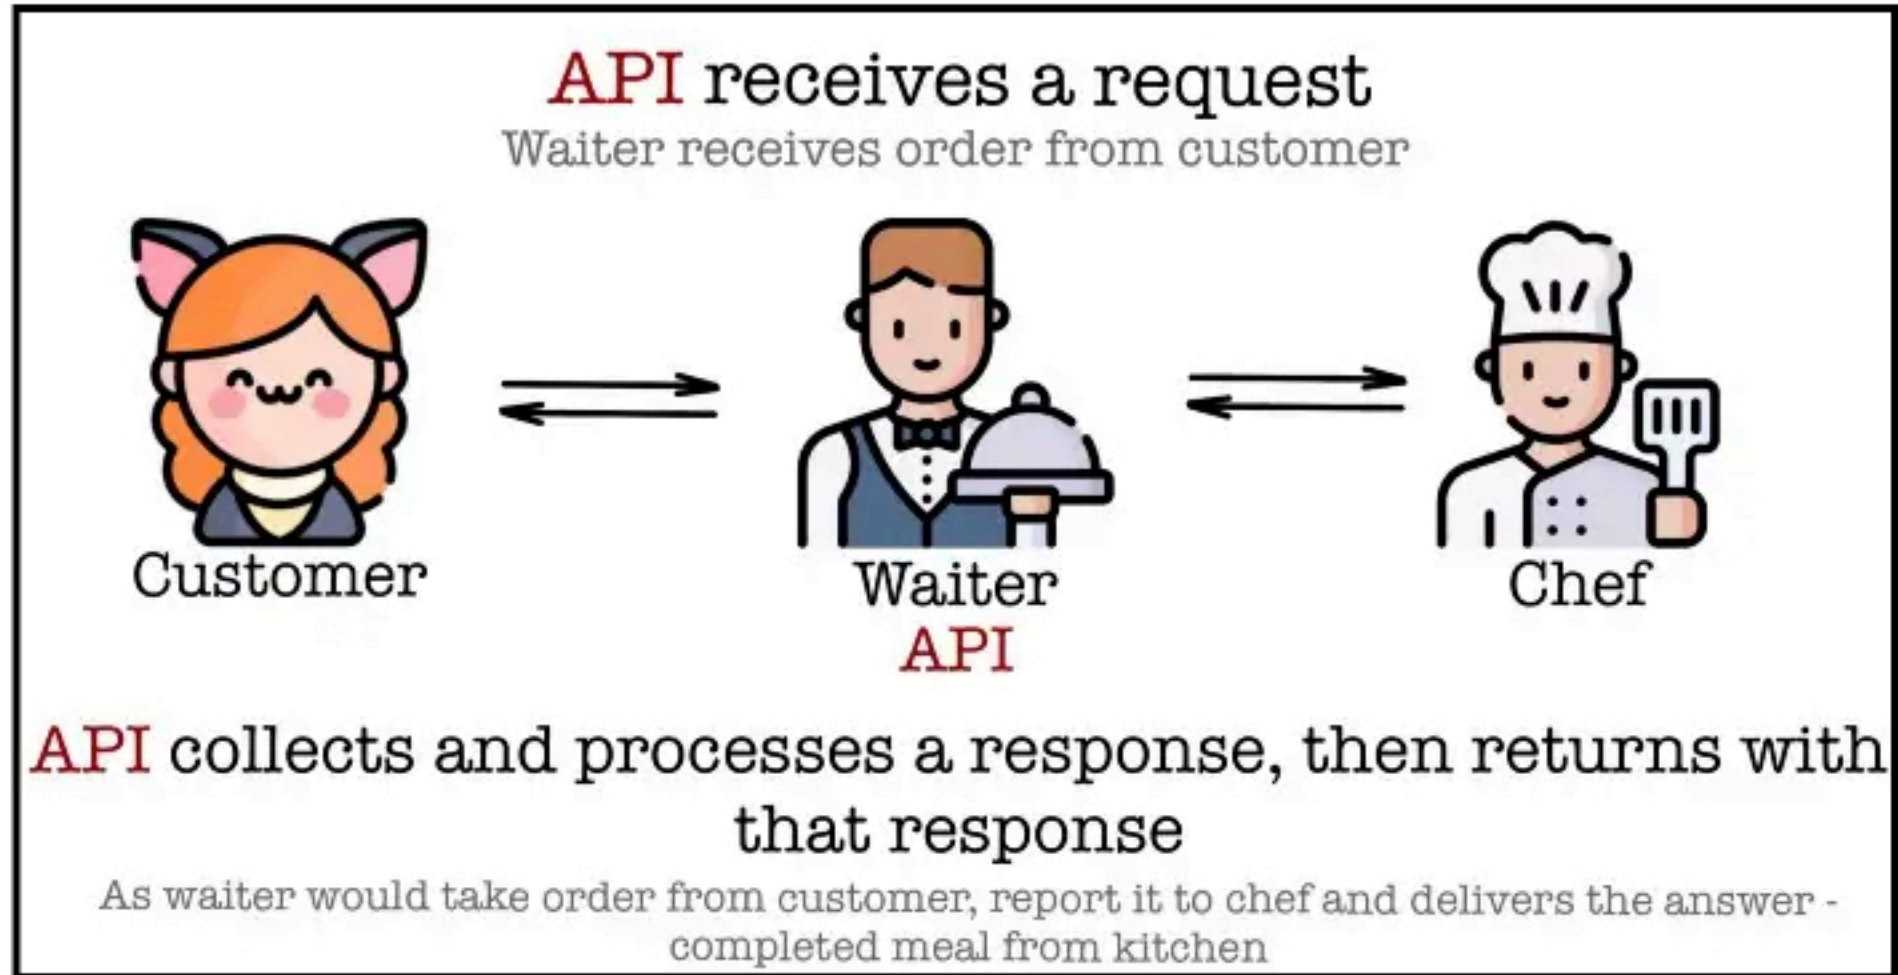 API receives a request
Waiter receives order from customer
Customer
Waiter
Chef
API
API collects and processes a response, then returns with
that response
As waiter would take order from customer, report it to chef and delivers the answer -
completed meal from kitchen